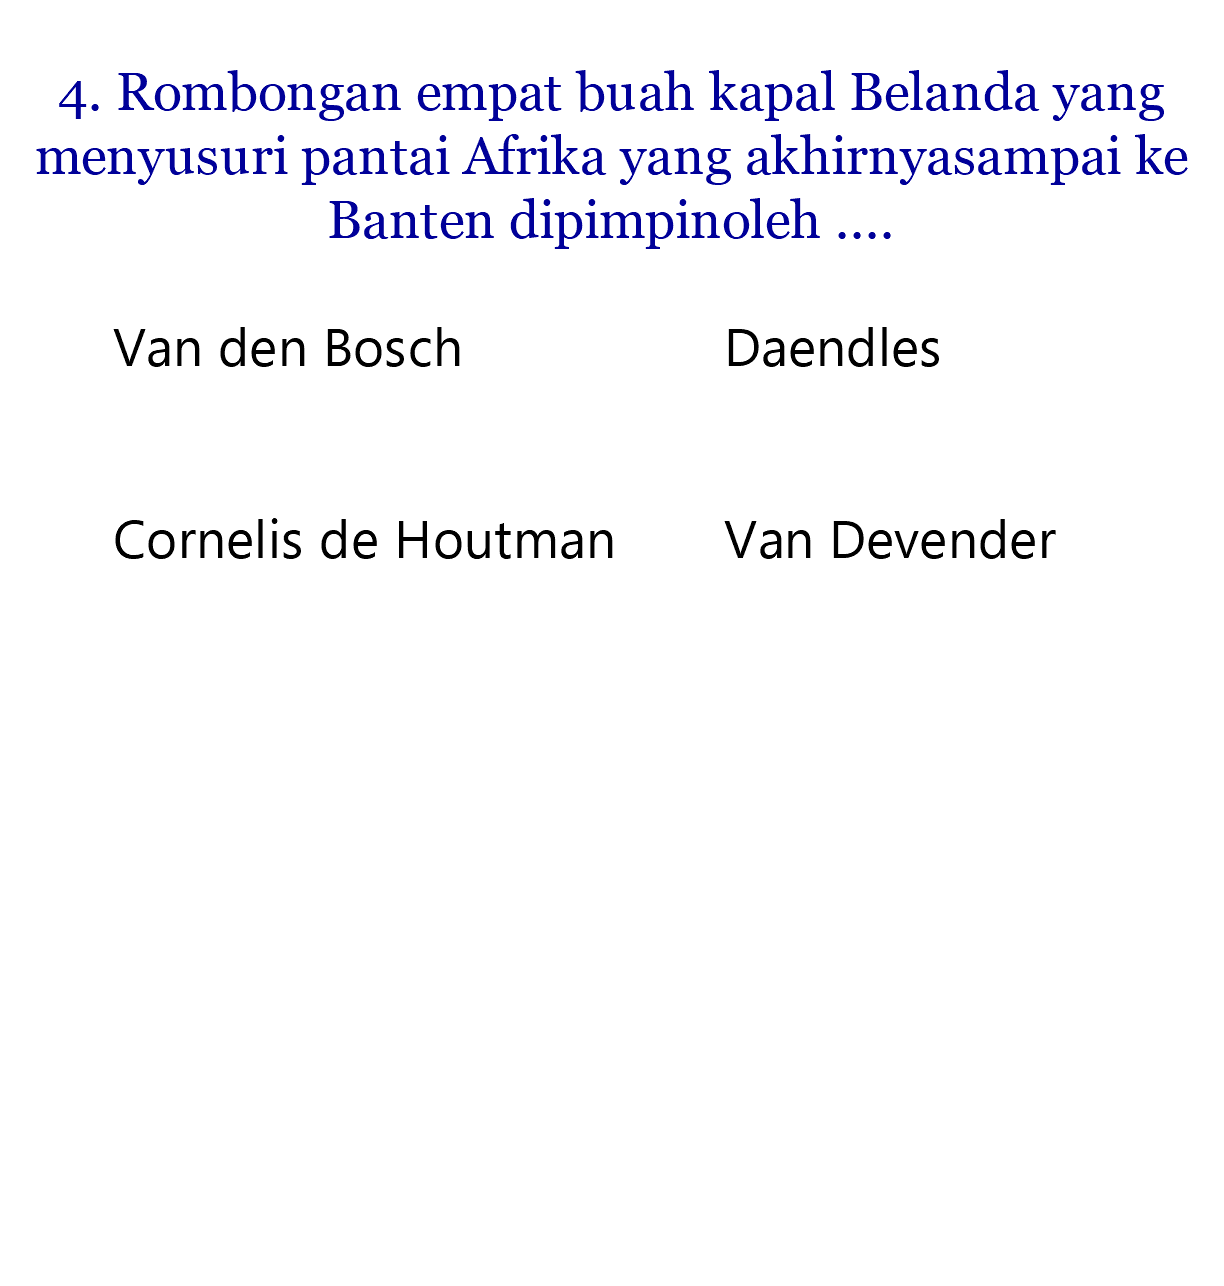 4. Rombongan empat buah kapal Belanda yang
menyusuri pantai Afrika yang akhirnyasampai ke
Banten dipimpinoleh ....
Van den Bosch
Daendles
Cornelis de Houtman
Van Devender